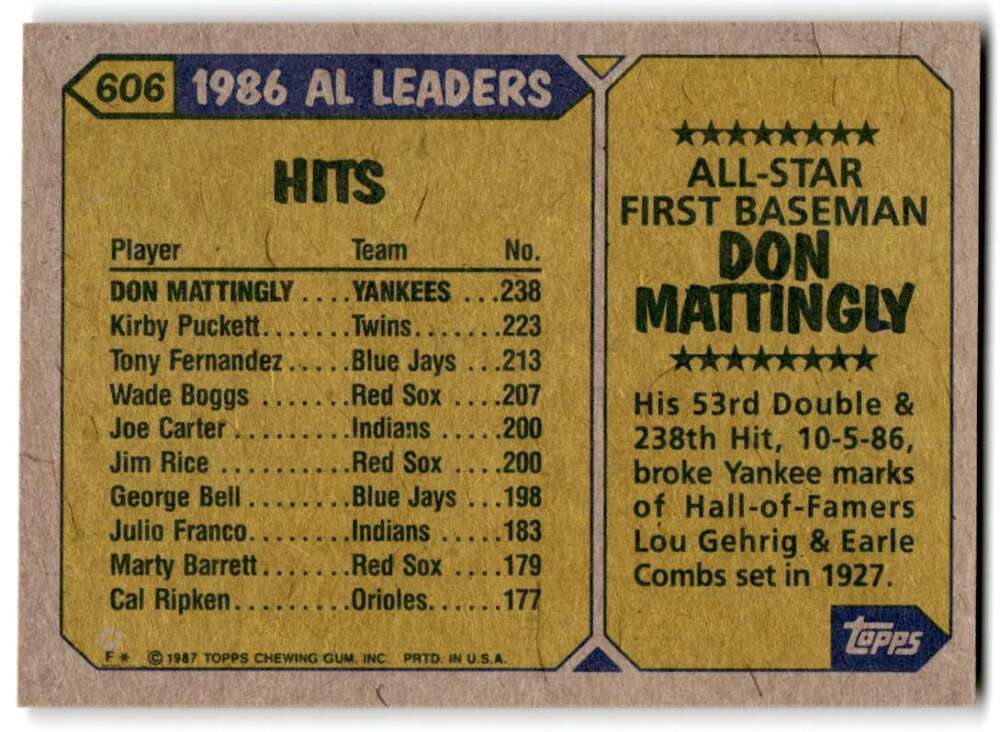 606 1986 AL LEADERS
HITS
Player Team No.
DON MATTINGLY ....YANKEES ...238
Kirby Puckett.......Twins.......223
Tony Fernandez.....Blue Jays ...213
Wade Boggs .......Red Sox ....207
Joe Carter .........Indians .....200
Jim Rice ..........Red Sox ....200
George Bell ........Blue Jays ...198
Julio Franco........Indians .....183
Marty Barrett.......Red Sox ....179
Cal Ripken.........Orioles......177
F* © 1987 TOPPS CHEWING GUM. INC. PRTD. IN U.S.A.
ALL-STAR
FIRST BASEMAN
DON
MATTINGLY
His 53rd Double &
238th Hit, 10-5-86,
broke Yankee marks
of Hall-of-Famers
Lou Gehrig & Earle
Combs set in 1927.
TOPPS